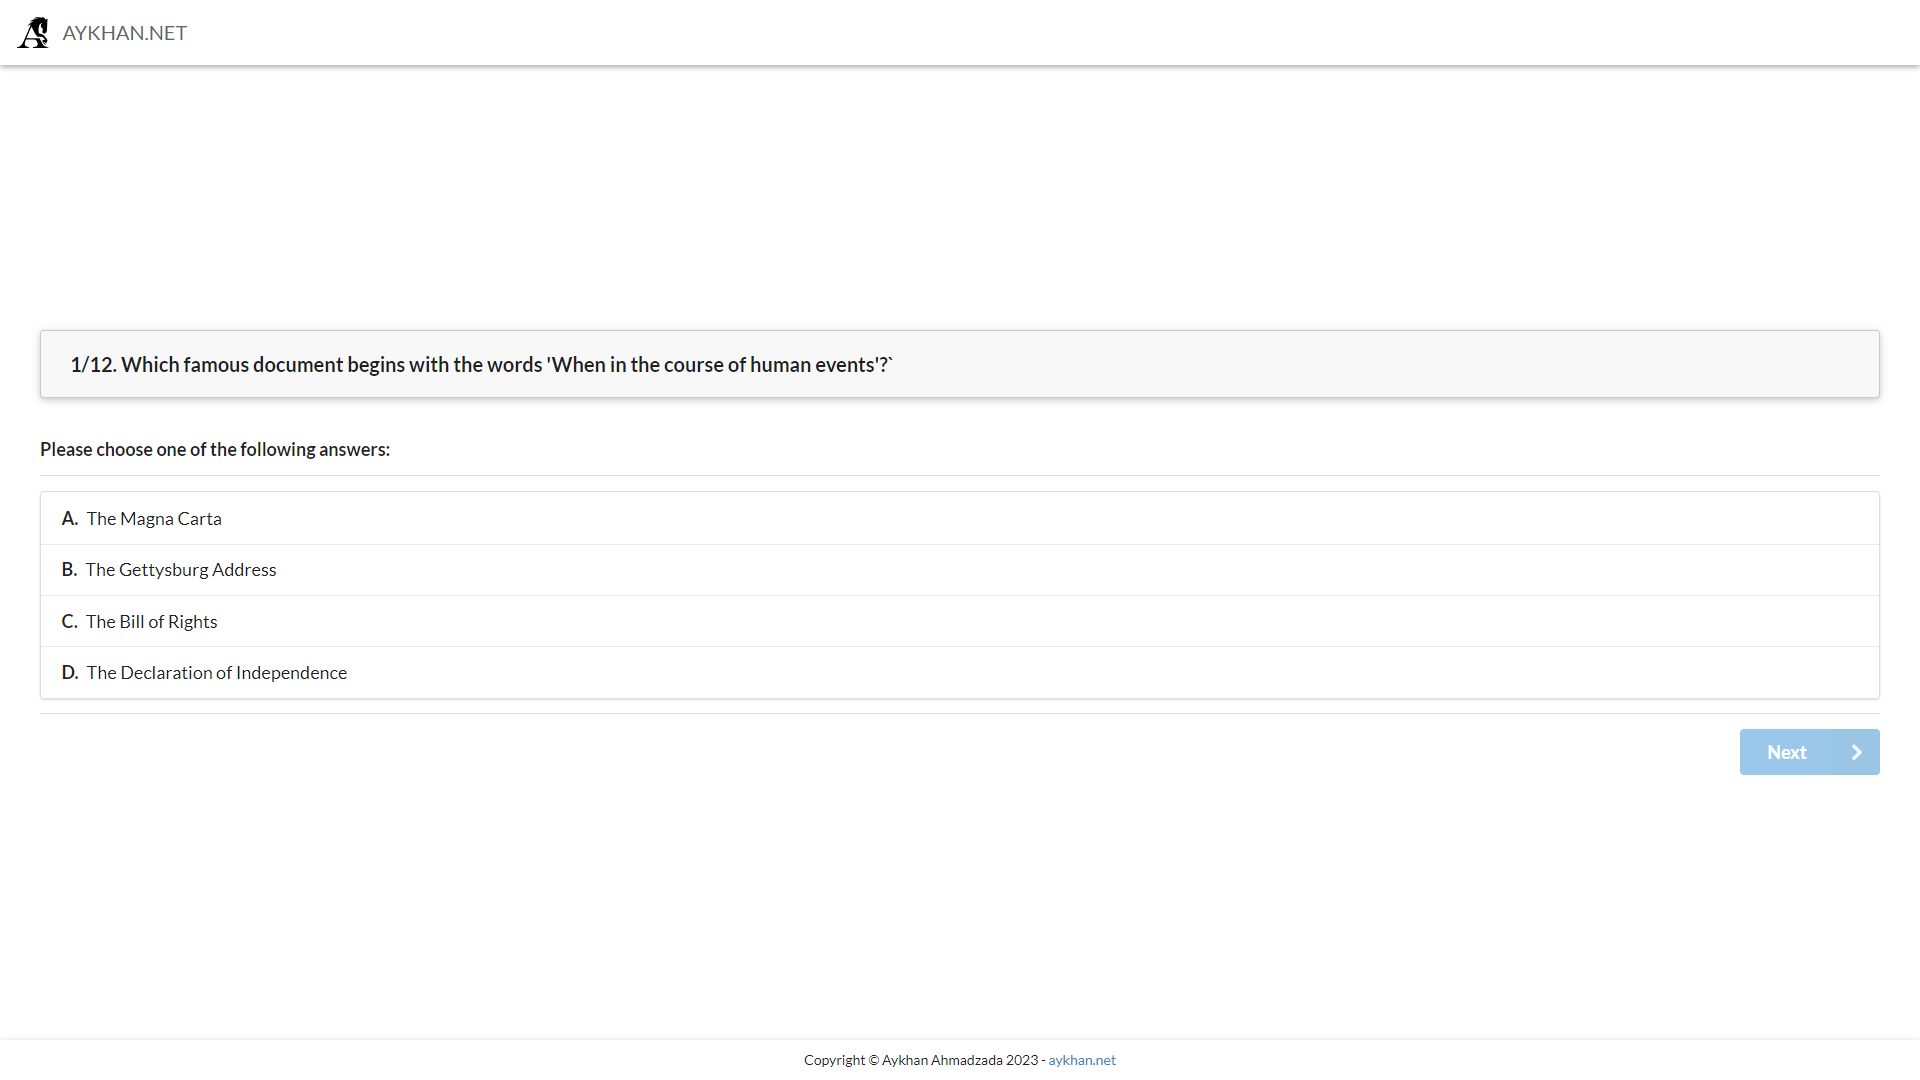 AYKHAN.NET
1/12. Which famous document begins with the words 'When in the course of human events'?`
Please choose one of the following answers:
A. The Magna Carta
B. The Gettysburg Address
C. The Bill of Rights
D. The Declaration of Independence
Next
Copyright © Aykhan Ahmadzada 2023 - aykhan.net